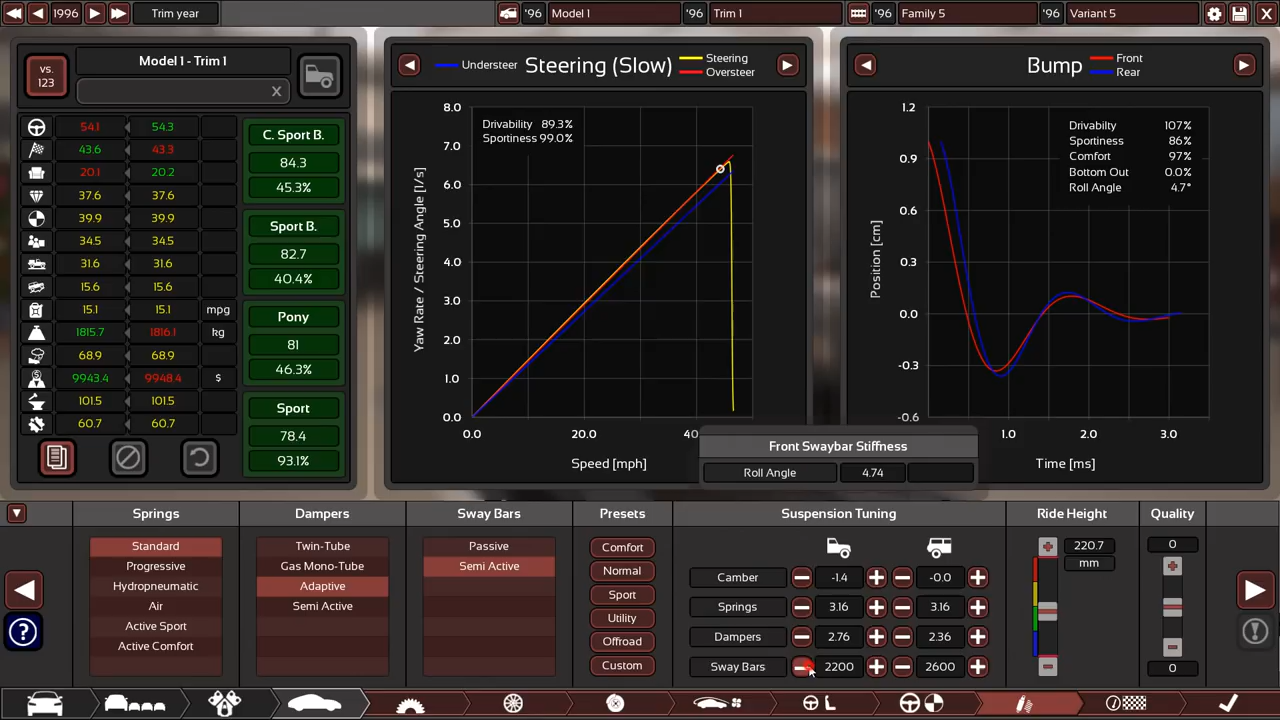 1996
Trim year
'96 Model 1
Trim 1
'96 Family 5
'96 Variant 5
vs.
123
Model 1 - Trim 1
X
54.1 54.3
43.6 43.3
20.1 20.2
37.6 37.6
39.9 39.9
34.5 34.5
31.6 31.6
15.6 15.6
15.1 15.1 mpg
1815.7 1816.1 kg
68.9 68.9
9943.4 9948.4 $
101.5 101.5
60.7 60.7
C. Sport B.
84.3
45.3%
Sport B.
82.7
40.4%
Pony
81
46.3%
Sport
78.4
93.1%
Understeer
Steering (Slow)
Steering
Oversteer
Drivability 89.3%
Sportiness 99.0%
Yaw Rate / Steering Angle [1/s]
8.0
7.0
6.0
5.0
4.0
3.0
2.0
1.0
0.0
0.0 20.0 40
Speed [mph]
Bump
Front
Rear
Drivabilty 107%
Sportiness 86%
Comfort 97%
Bottom Out 0.0%
Roll Angle 4.7°
Position [cm]
1.2
0.9
0.6
0.3
0.0
-0.3
-0.6
1.0 2.0 3.0
Time [ms]
Front Swaybar Stiffness
Roll Angle 4.74
Springs
Standard
Progressive
Hydropneumatic
Air
Active Sport
Active Comfort
Dampers
Twin-Tube
Gas Mono-Tube
Adaptive
Semi Active
Sway Bars
Passive
Semi Active
Presets
Comfort
Normal
Sport
Utility
Offroad
Custom
Suspension Tuning
Camber -1.4 -0.0
Springs 3.16 3.16
Dampers 2.76 2.36
Sway Bars 2200 2600
Ride Height
220.7
mm
Quality
0
0
?